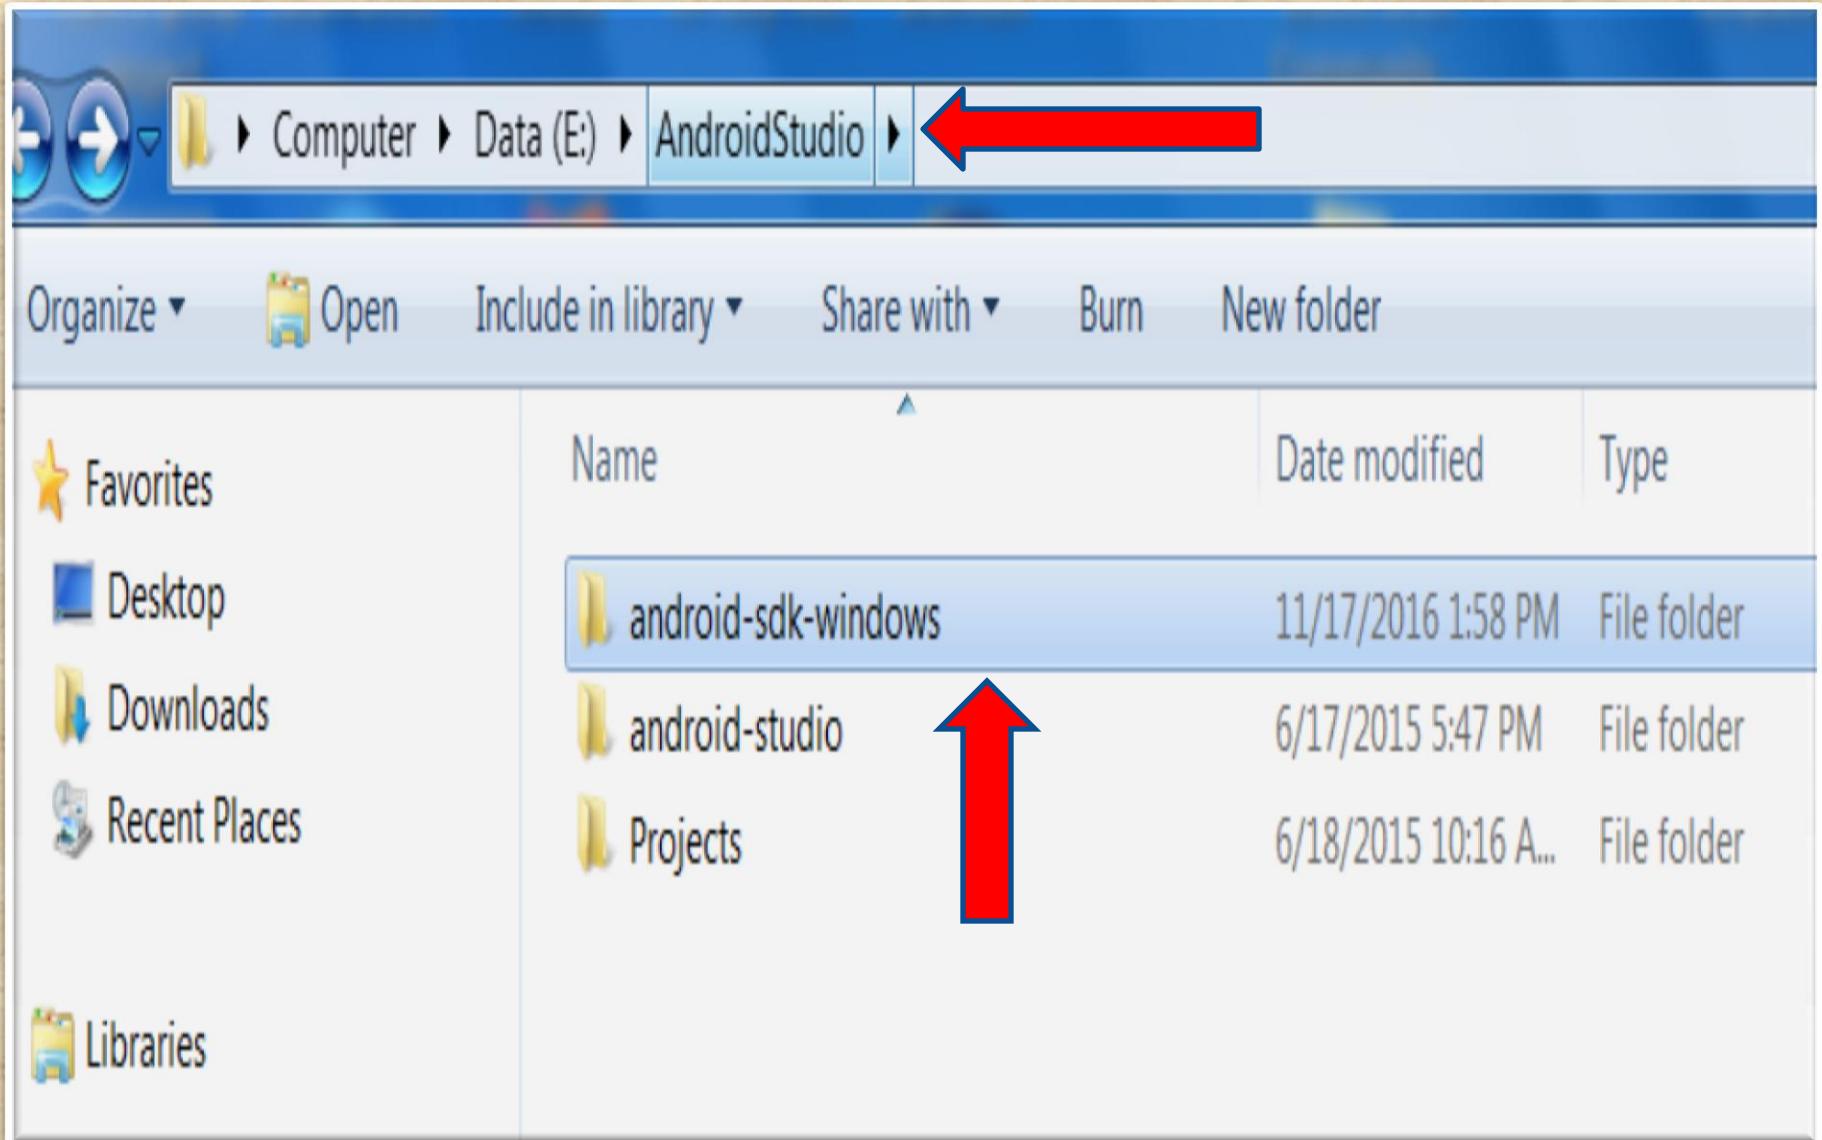 Computer Data (E:) AndroidStudio
Organize Open Include in library Share with Burn New folder
Favorites
Desktop
Downloads
Recent Places
Libraries
Name Date modified Type
android-sdk-windows 11/17/2016 1:58 PM File folder
android-studio 6/17/2015 5:47 PM File folder
Projects 6/18/2015 10:16 A... File folder